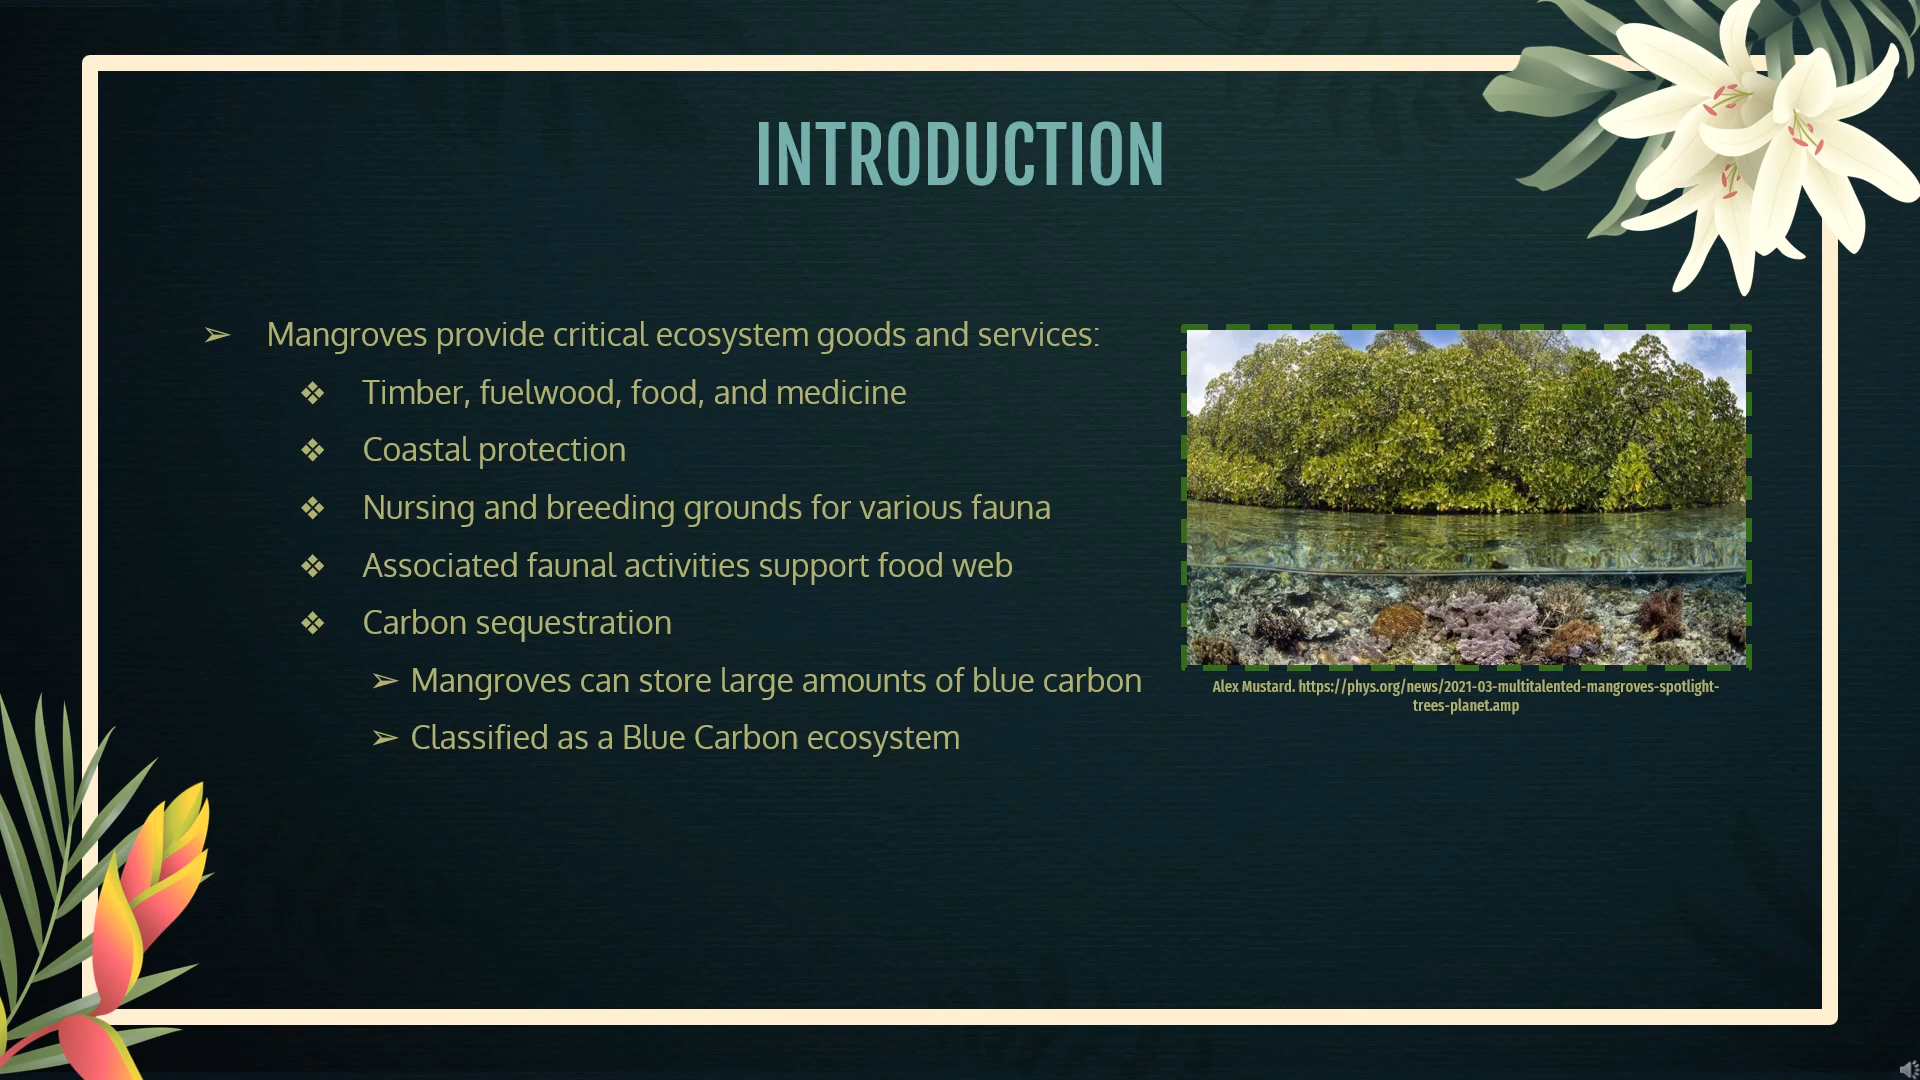 INTRODUCTION
➢ Mangroves provide critical ecosystem goods and services:
❖ Timber, fuelwood, food, and medicine
❖ Coastal protection
❖ Nursing and breeding grounds for various fauna
❖ Associated faunal activities support food web
❖ Carbon sequestration
➢ Mangroves can store large amounts of blue carbon
➢ Classified as a Blue Carbon ecosystem
Alex Mustard. https://phys.org/news/2021-03-multitalented-mangroves-spotlight-
trees-planet.amp